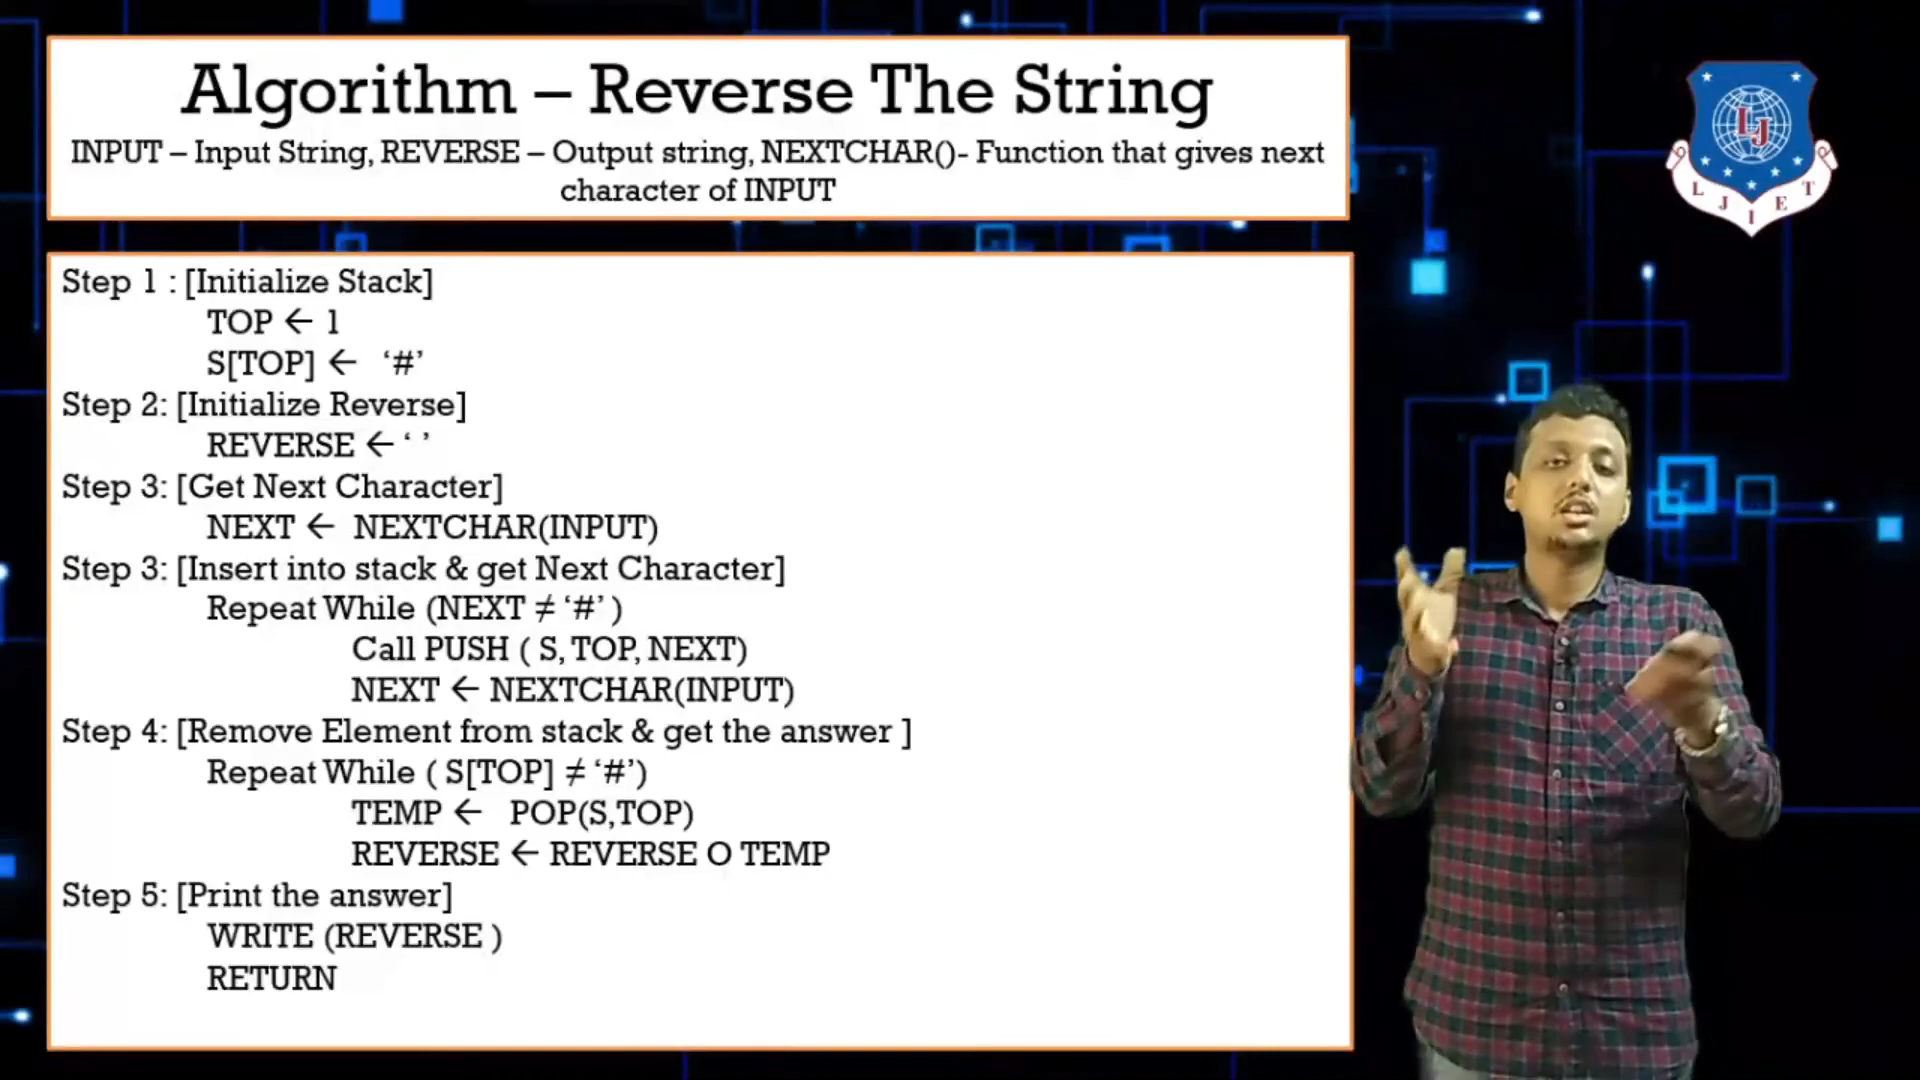 Algorithm – Reverse The String
INPUT – Input String, REVERSE – Output string, NEXTCHAR()- Function that gives next
character of INPUT
Step 1 : [Initialize Stack]
TOP ← 1
S[TOP] ← ‘#’
Step 2: [Initialize Reverse]
REVERSE ← ‘ ’
Step 3: [Get Next Character]
NEXT ← NEXTCHAR(INPUT)
Step 3: [Insert into stack & get Next Character]
Repeat While (NEXT ≠ ‘#’ )
Call PUSH ( S, TOP, NEXT)
NEXT ← NEXTCHAR(INPUT)
Step 4: [Remove Element from stack & get the answer ]
Repeat While ( S[TOP] ≠ ‘#’)
TEMP ← POP(S,TOP)
REVERSE ← REVERSE O TEMP
Step 5: [Print the answer]
WRITE (REVERSE )
RETURN
LJ
L J I E T